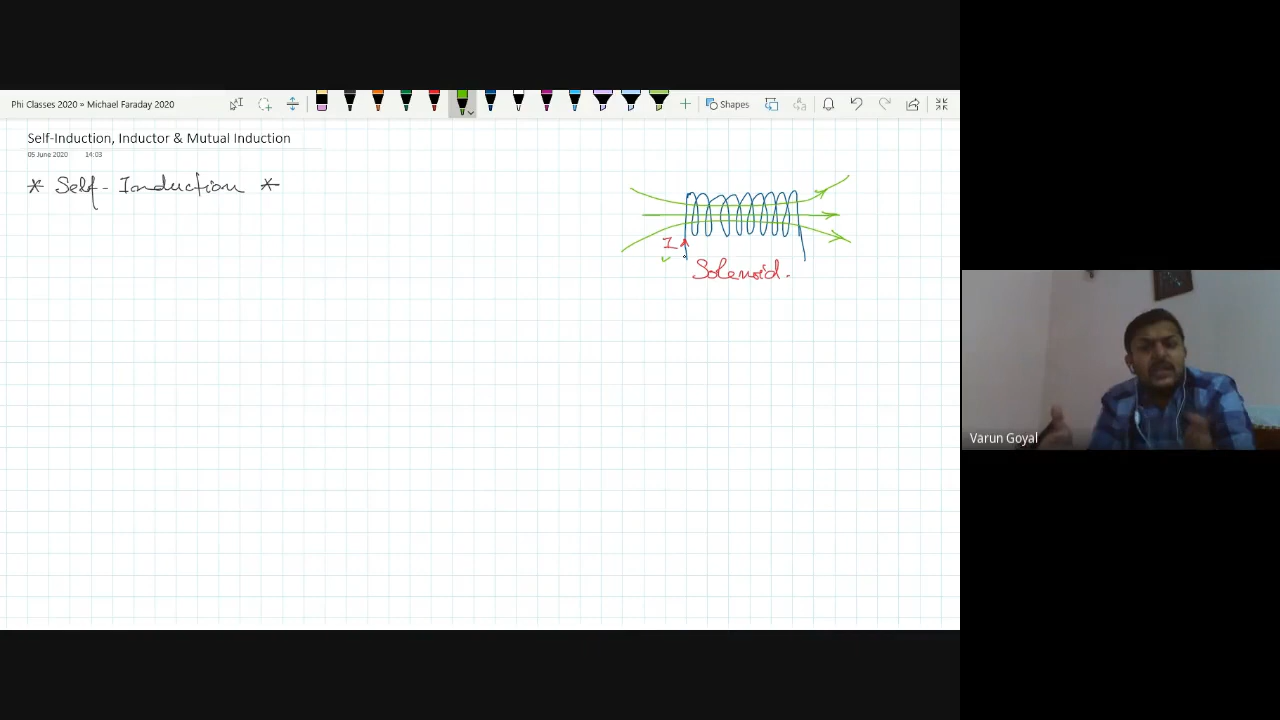 Phi Classes 2020 » Michael Faraday 2020
Shapes
Self-Induction, Inductor & Mutual Induction
05 June 2020 14:03
* Self-Induction *
I
Solenoid.
Varun Goyal